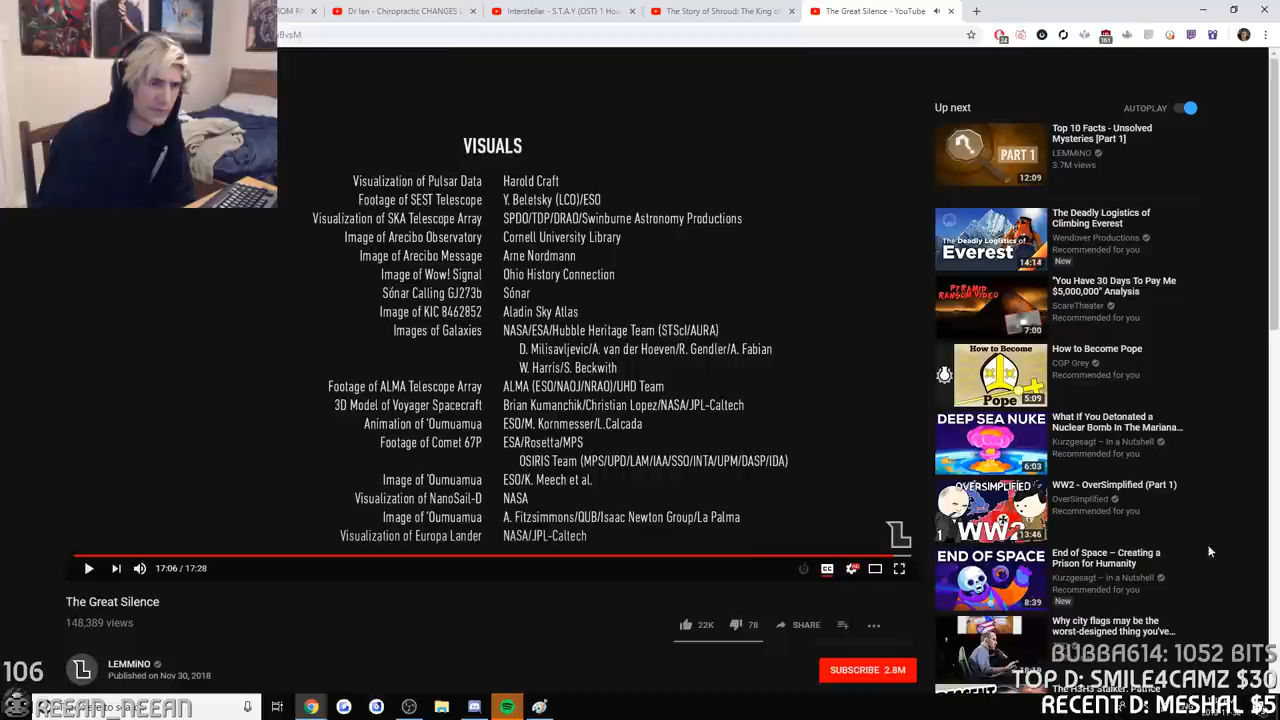 Dr Ian - Chiropractic CHANGES L
Interstellar - S.T.A.Y (OST) 1 Hou
The Story of Shroud: The King of
The Great Silence - YouTube
8vsM
24
161
VISUALS
Visualization of Pulsar Data Harold Craft
Footage of SEST Telescope Y. Beletsky (LCO)/ESO
Visualization of SKA Telescope Array SPDO/TDP/DRAO/Swinburne Astronomy Productions
Image of Arecibo Observatory Cornell University Library
Image of Arecibo Message Arne Nordmann
Image of Wow! Signal Ohio History Connection
Sónar Calling GJ273b Sónar
Image of KIC 8462852 Aladin Sky Atlas
Images of Galaxies NASA/ESA/Hubble Heritage Team (STScI/AURA)
D. Milisavljevic/A. van der Hoeven/R. Gendler/A. Fabian
W. Harris/S. Beckwith
Footage of ALMA Telescope Array ALMA (ESO/NAOJ/NRAO)/UHD Team
3D Model of Voyager Spacecraft Brian Kumanchik/Christian Lopez/NASA/JPL-Caltech
Animation of 'Oumuamua ESO/M. Kornmesser/L.Calcada
Footage of Comet 67P ESA/Rosetta/MPS
OSIRIS Team (MPS/UPD/LAM/IAA/SSO/INTA/UPM/DASP/IDA)
Image of 'Oumuamua ESO/K. Meech et al.
Visualization of NanoSail-D NASA
Image of 'Oumuamua A. Fitzsimmons/QUB/Isaac Newton Group/La Palma
Visualization of Europa Lander NASA/JPL-Caltech
17:06 / 17:28
The Great Silence
148,389 views
22K
78
SHARE
LEMMiNO
Published on Nov 30, 2018
SUBSCRIBE 2.8M
Up next
AUTOPLAY
PART 1
12:09
Top 10 Facts - Unsolved
Mysteries [Part 1]
LEMMiNO
3.7M views
The Deadly Logistics of
Everest
14:14
The Deadly Logistics of
Climbing Everest
Wendover Productions
Recommended for you
New
PYRAMID
RANSOM VIDEO
7:00
"You Have 30 Days To Pay Me
$5,000,000" Analysis
ScareTheater
Recommended for you
How to Become
Pope
5:09
How to Become Pope
CGP Grey
Recommended for you
DEEP SEA NUKE
6:03
What If You Detonated a
Nuclear Bomb In The Mariana...
Kurzgesagt – In a Nutshell
Recommended for you
OVERSIMPLIFIED
WW2
13:46
WW2 - OverSimplified (Part 1)
OverSimplified
Recommended for you
END OF SPACE
8:39
End of Space – Creating a
Prison for Humanity
Kurzgesagt – In a Nutshell
Recommended for you
New
Why city flags may be the
worst-designed thing you've...
106
REEAN_REEAN
BUBBA614: 1052 BITS
TOP D: SMILE4CAMZ $30
RECENT D: MESHAL $5